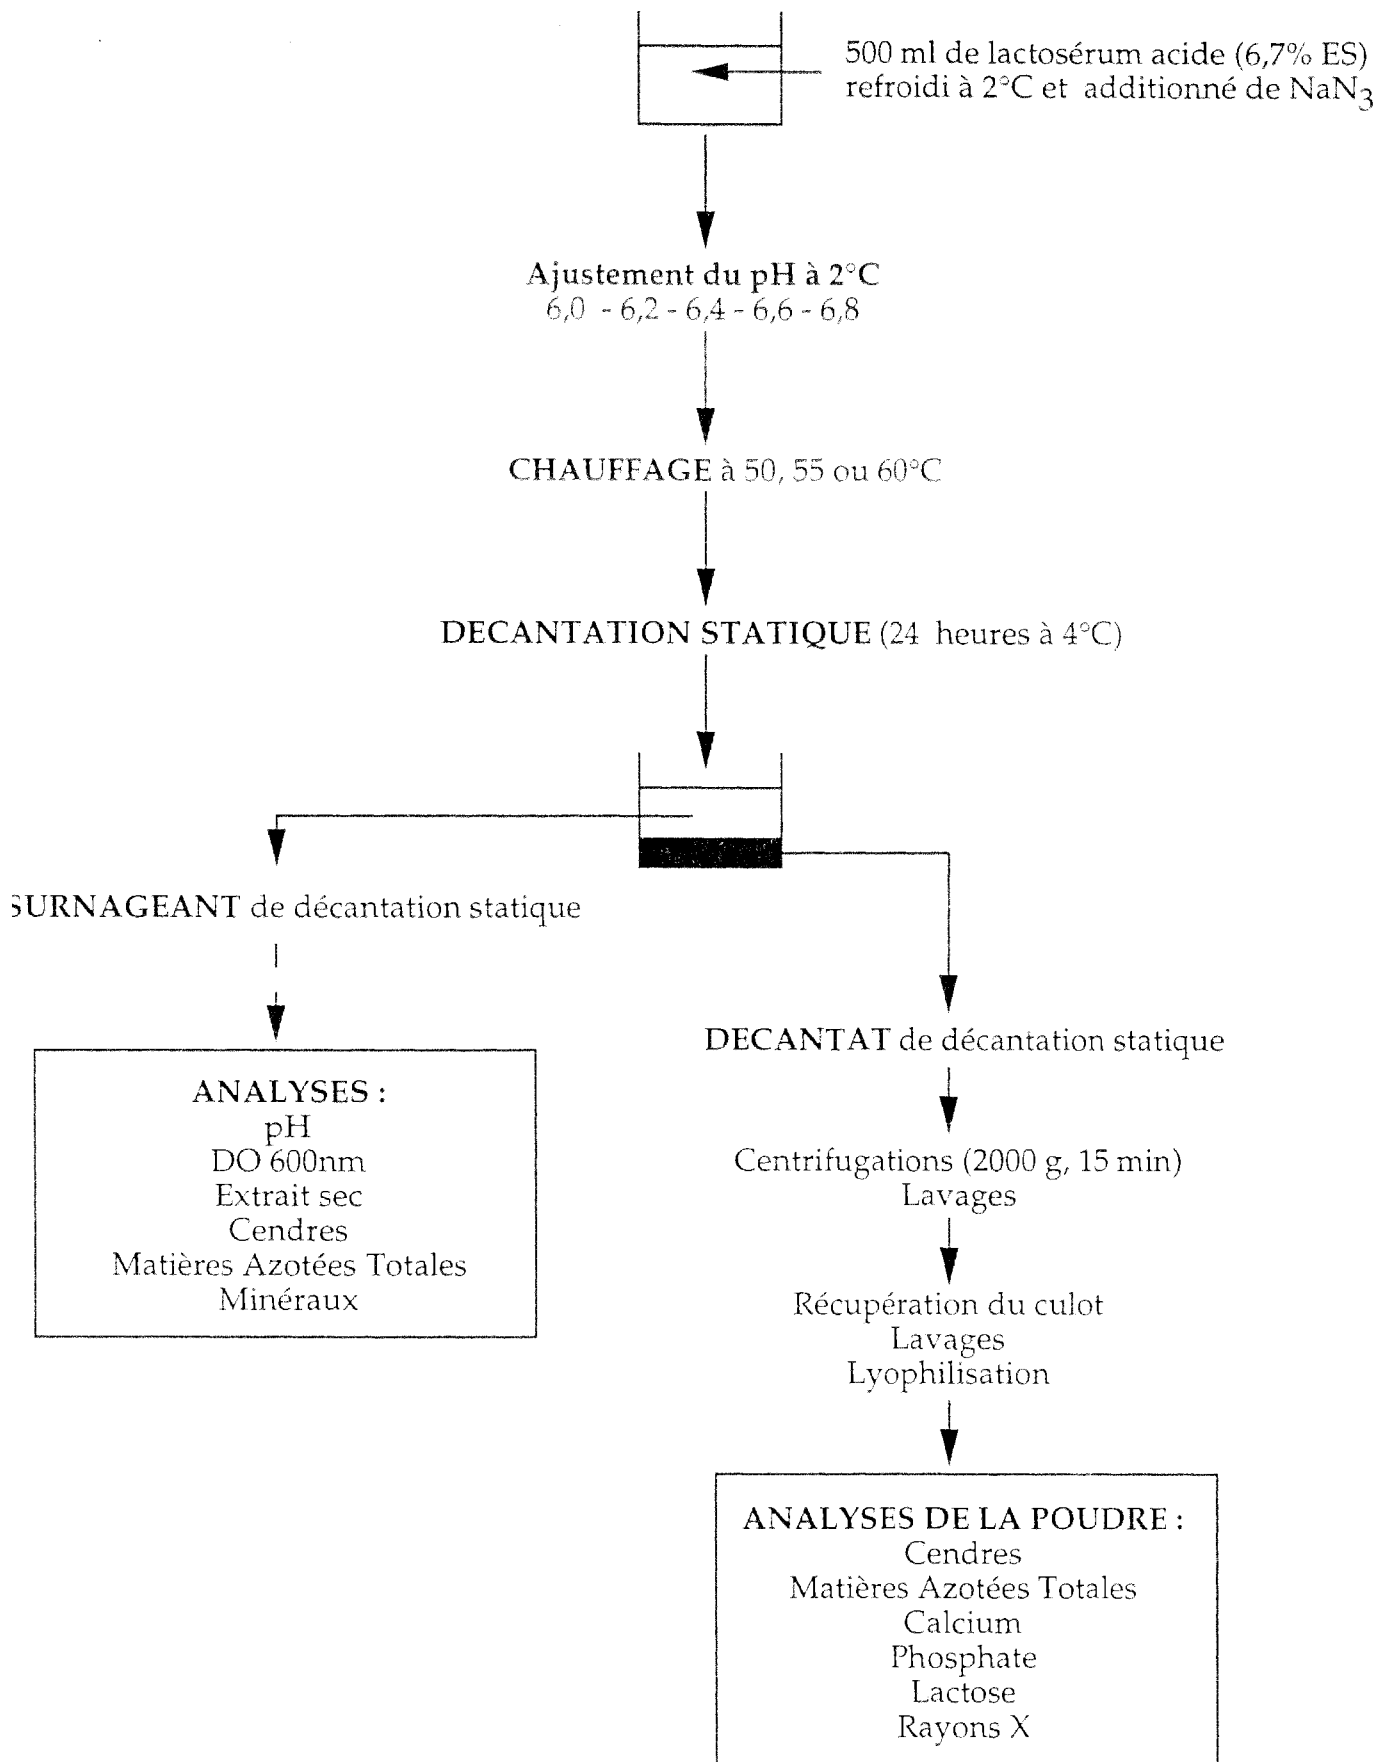 500 ml de lactosérum acide (6,7% ES)
refroidi à 2°C et additionné de NaN3
Ajustement du pH à 2°C
6,0 - 6,2 - 6,4 - 6,6 - 6,8
CHAUFFAGE à 50, 55 ou 60°C
DECANTATION STATIQUE (24 heures à 4°C)
SURNAGEANT de décantation statique
ANALYSES :
pH
DO 600nm
Extrait sec
Cendres
Matières Azotées Totales
Minéraux
DECANTAT de décantation statique
Centrifugations (2000 g, 15 min)
Lavages
Récupération du culot
Lavages
Lyophilisation
ANALYSES DE LA POUDRE :
Cendres
Matières Azotées Totales
Calcium
Phosphate
Lactose
Rayons X